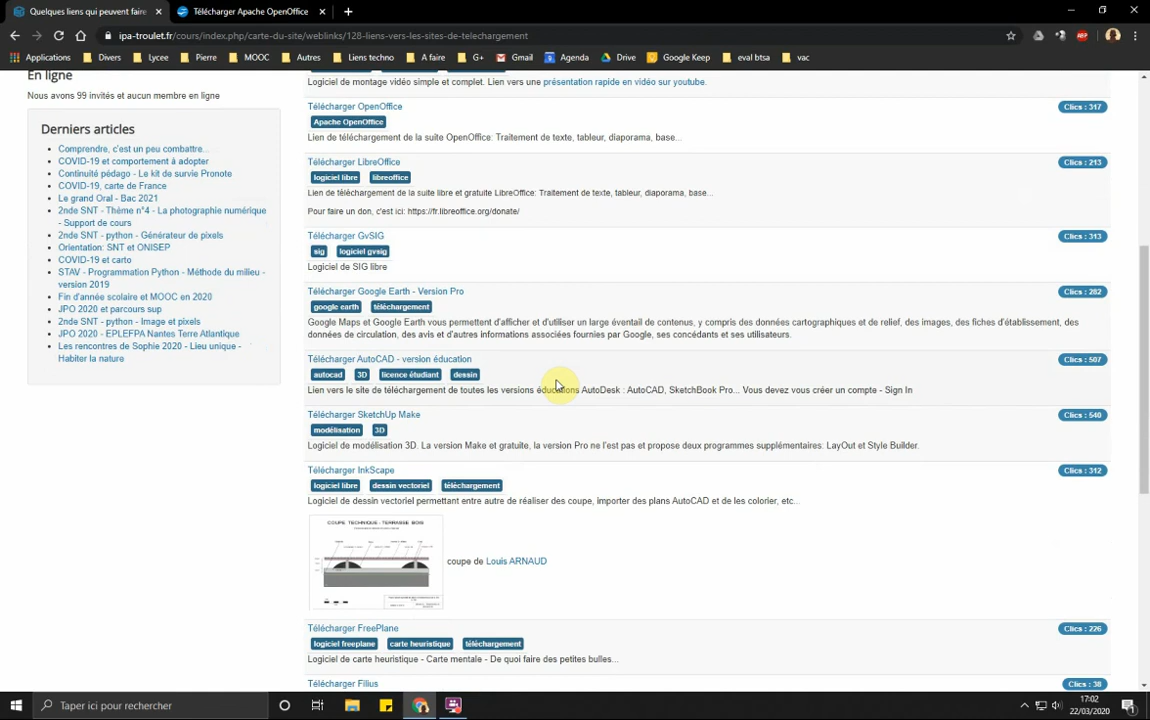 Quelques liens qui peuvent faire
Télécharger Apache OpenOffice
ipa-troulet.fr/cours/index.php/carte-du-site/weblinks/128-liens-vers-les-sites-de-telechargement
Applications Divers Lycee Pierre MOOC Autres Liens techno A faire G+ Gmail Agenda Drive Google Keep eval btsa vac
En ligne
Nous avons 99 invités et aucun membre en ligne
Derniers articles
Comprendre, c'est un peu combattre...
COVID-19 et comportement à adopter
Continuité pédago - Le kit de survie Pronote
COVID-19, carte de France
Le grand Oral - Bac 2021
2nde SNT - Thème n°4 - La photographie numérique
- Support de cours
2nde SNT - python - Générateur de pixels
Orientation: SNT et ONISEP
COVID-19 et carto
STAV - Programmation Python - Méthode du milieu -
version 2019
Fin d'année scolaire et MOOC en 2020
JPO 2020 et parcours sup
2nde SNT - python - Image et pixels
JPO 2020 - EPLEFPA Nantes Terre Atlantique
Les rencontres de Sophie 2020 - Lieu unique -
Habiter la nature
Logiciel de montage vidéo simple et complet. Lien vers une présentation rapide en vidéo sur youtube.
Télécharger OpenOffice Clics : 317
Apache OpenOffice
Lien de téléchargement de la suite OpenOffice: Traitement de texte, tableur, diaporama, base...
Télécharger LibreOffice Clics : 213
logiciel libre libreoffice
Lien de téléchargement de la suite libre et gratuite LibreOffice: Traitement de texte, tableur, diaporama, base...
Pour faire un don, c'est ici: https://fr.libreoffice.org/donate/
Télécharger GvSIG Clics : 313
sig logiciel gvsig
Logiciel de SIG libre
Télécharger Google Earth - Version Pro Clics : 282
google earth téléchargement
Google Maps et Google Earth vous permettent d'afficher et d'utiliser un large éventail de contenus, y compris des données cartographiques et de relief, des images, des fiches d'établissement, des
données de circulation, des avis et d'autres informations associées fournies par Google, ses concédants et ses utilisateurs.
Télécharger AutoCAD - version éducation Clics : 507
autocad 3D licence étudiant dessin
Lien vers le site de téléchargement de toutes les versions éducations AutoDesk : AutoCAD, SketchBook Pro... Vous devez vous créer un compte - Sign In
Télécharger SketchUp Make Clics : 540
modélisation 3D
Logiciel de modélisation 3D. La version Make et gratuite, la version Pro ne l'est pas et propose deux programmes supplémentaires: LayOut et Style Builder.
Télécharger InkScape Clics : 312
logiciel libre dessin vectoriel téléchargement
Logiciel de dessin vectoriel permettant entre autre de réaliser des coupe, importer des plans AutoCAD et de les colorier, etc...
COUPE TECHNIQUE - TERRASSE BOIS
coupe de Louis ARNAUD
Télécharger FreePlane Clics : 226
logiciel freeplane carte heuristique téléchargement
Logiciel de carte heuristique - Carte mentale - De quoi faire des petites bulles...
Télécharger Filius Clics : 38
Taper ici pour rechercher
17:02
22/03/2020